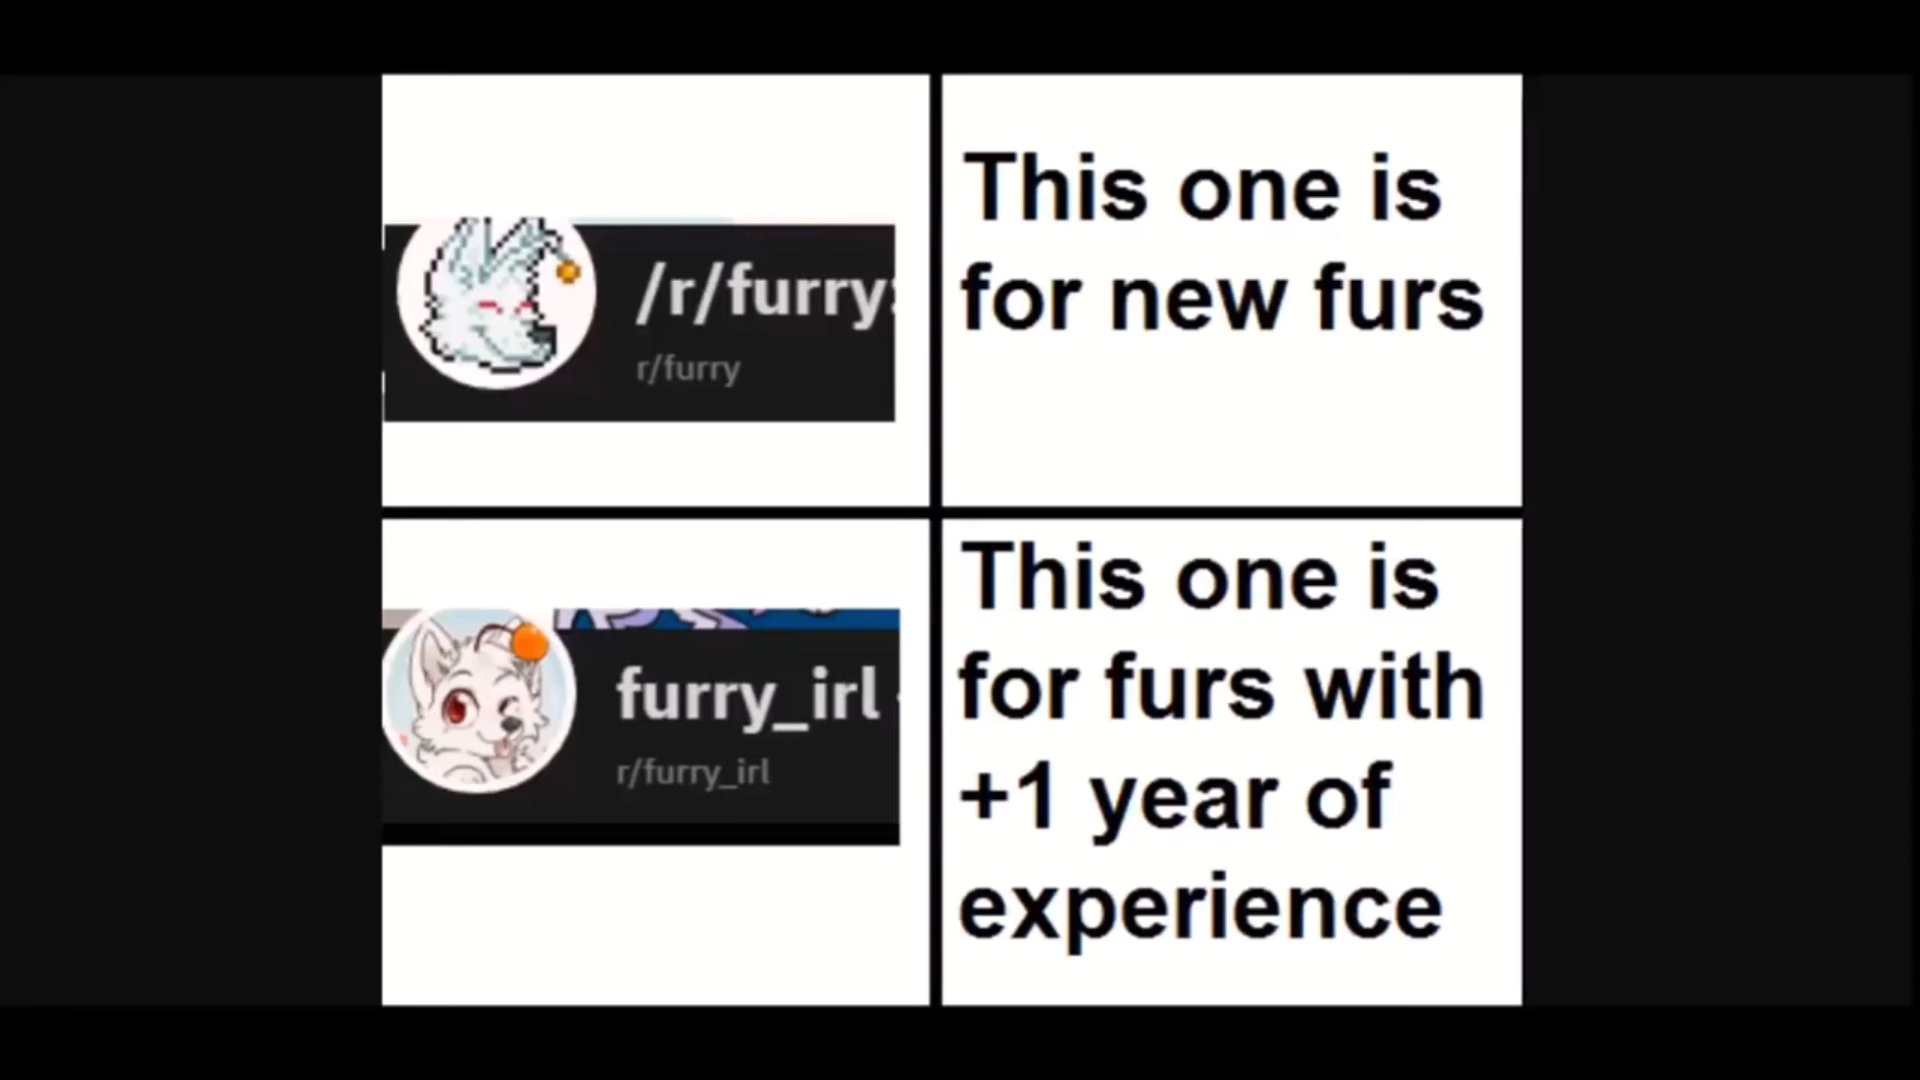 /r/furry:
r/furry
This one is
for new furs
furry_irl
r/furry_irl
This one is
for furs with
+1 year of
experience